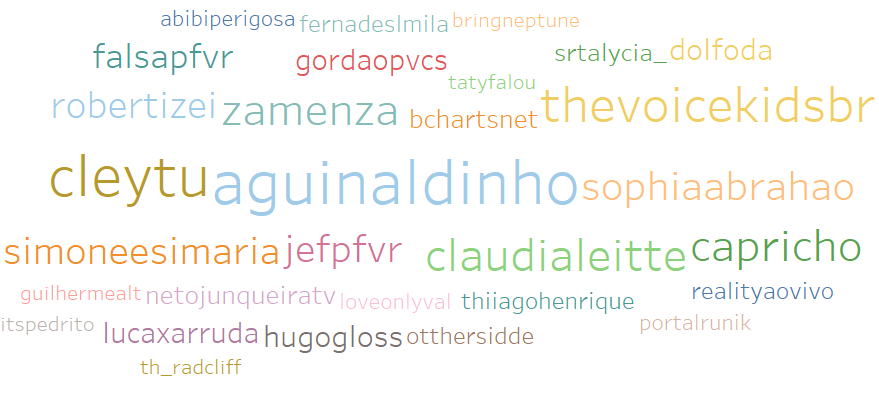 abibiperigosa fernadeslmila bringneptune
falsapfvr gordaopvcs srtalycia_ dolfoda
tatyfalou
robertizei zamenza bchartsnet thevoicekidsbr
cleytu aguinaldinho sophiaabrahao
simoneesimaria jefpfvr claudialeitte capricho
guilhermealt netojunqueiratv loveonlyval thiiagohenrique realityaovivo
itspedrito lucaxarruda hugogloss otthersidde portalrunik
th_radcliff